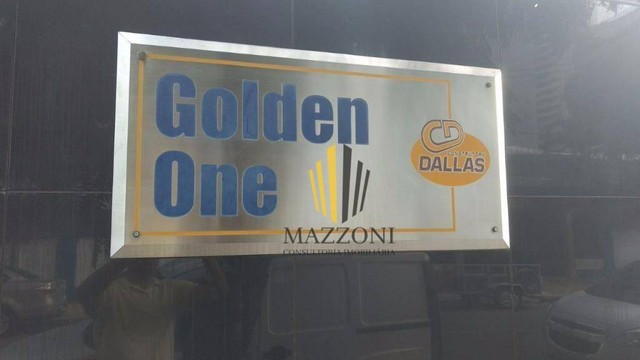 Golden
One
DALLAS
MAZZONI
CONSULTORIA IMOBILIÁRIA